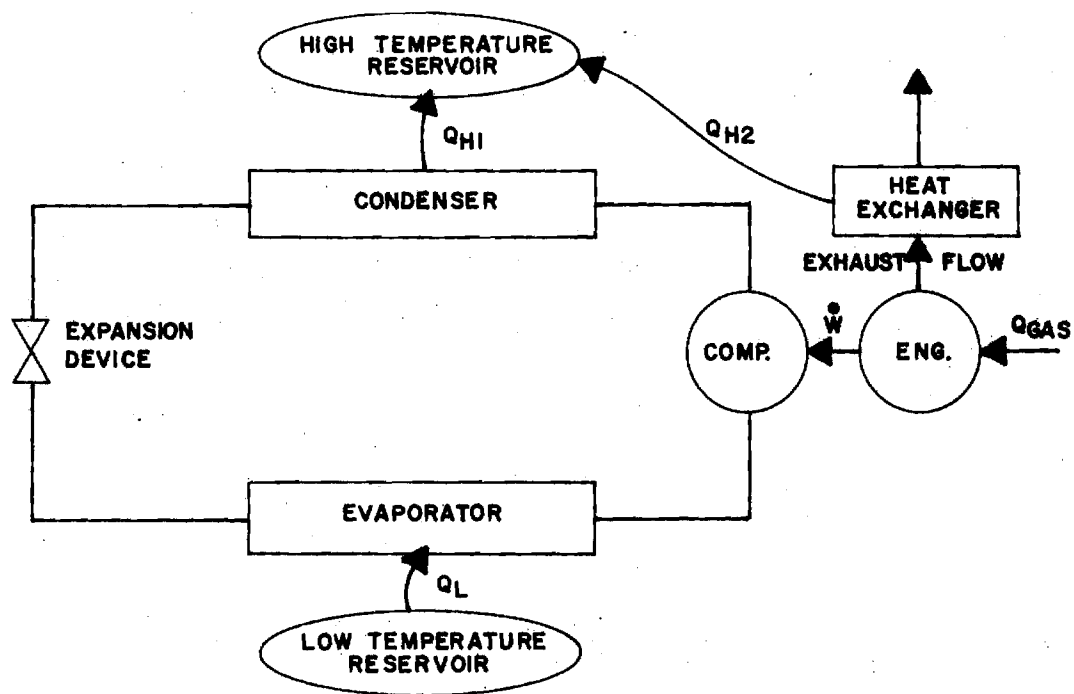 HIGH TEMPERATURE
RESERVOIR
QH1
QH2
CONDENSER
HEAT
EXCHANGER
EXHAUST FLOW
EXPANSION
DEVICE
COMP.
Ẇ
ENG.
QGAS
EVAPORATOR
QL
LOW TEMPERATURE
RESERVOIR